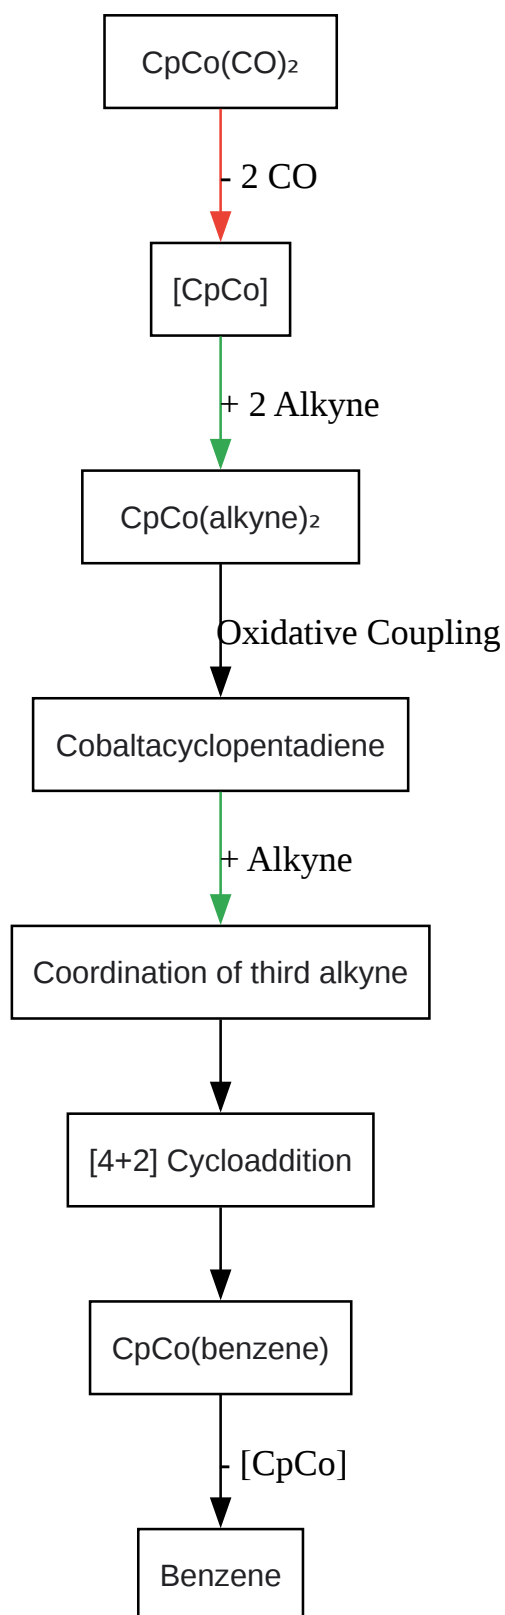 CpCo(CO)₂
- 2 CO
[CpCo]
+ 2 Alkyne
CpCo(alkyne)₂
Oxidative Coupling
Cobaltacyclopentadiene
+ Alkyne
Coordination of third alkyne
[4+2] Cycloaddition
CpCo(benzene)
- [CpCo]
Benzene